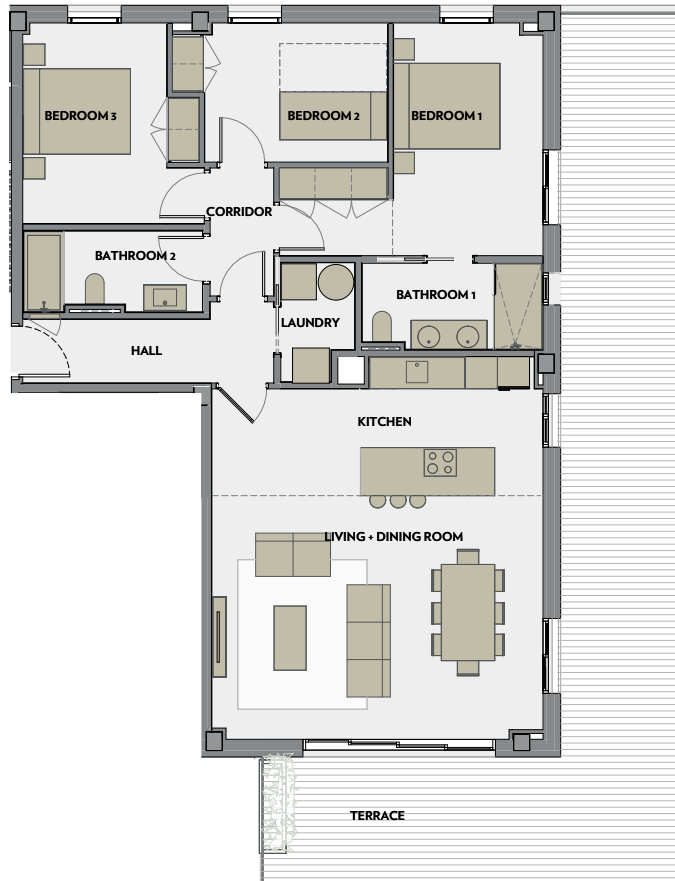 BEDROOM 3
BEDROOM 2
BEDROOM 1
CORRIDOR
BATHROOM 2
BATHROOM 1
LAUNDRY
HALL
KITCHEN
LIVING + DINING ROOM
TERRACE